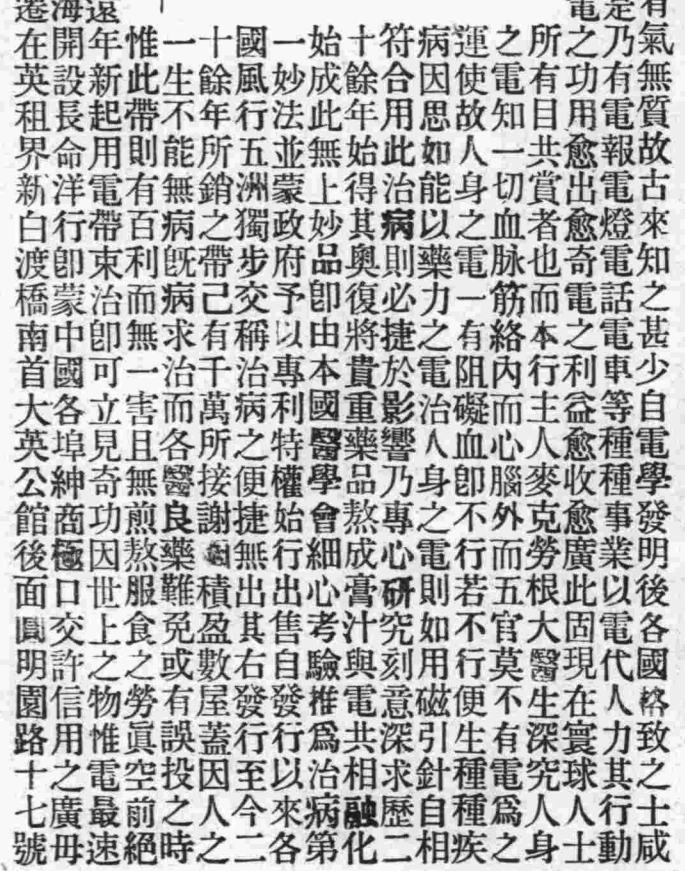 有氣無質故古來知之甚少自電學發明後各國格致之士咸
定乃有電報電燈電話電車等種種事業以電代人力其行動
電之功用愈出愈奇電之利益愈收愈廣此固現在寰球人士
所有目共賞者也而本行主人麥克勞根大醫生深究人身
之電知一切血脉筋絡內而心腦外而五官莫不有電爲之
運使故人身之電一有阻礙血卽不行若不行便生種種疾
病因思如能以藥力之電治人身之電則如用磁引針自相
符合用此治病則必捷於影響乃專心研究刻意深求歷二
十餘年始得其奧復將貴重藥品熬成膏汁與電共相融化
始成此無上妙品卽由本國醫學會細心考驗推爲治病第
一妙法並蒙政府予以專利特權始行出售自發行以來各
國風行五洲獨步交稱治病之便捷無出其右發行至今二
十餘年所銷之帶己有千萬所接謝積盈數屋蓋因人之
一生不能無病旣病求治而各醫良藥難免或有誤投之時
惟此帶則有百利而無一害且無煎熬服食之勞眞空前絕
遠年新起用電帶束治卽可立見奇功因世上之物惟電最速
海開設長命洋行卽蒙中國各埠紳商極口交許信用之廣毋
遷在英租界新白渡橋南首大英公館後面圓明園路十七號